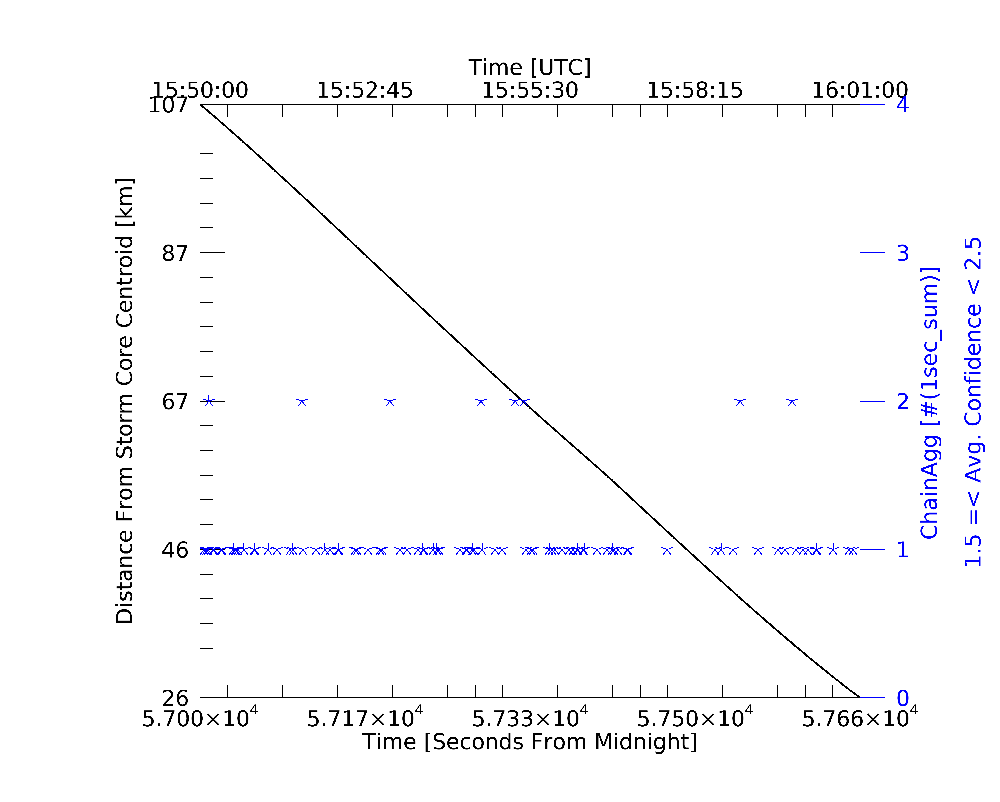 Time [UTC]
15:50:00 15:52:45 15:55:30 15:58:15 16:01:00
107
87
67
46
26
Distance From Storm Core Centroid [km]
4
3
2
1
0
ChainAgg [#(1sec_sum)]
1.5 =< Avg. Confidence < 2.5
5.700×10⁴ 5.717×10⁴ 5.733×10⁴ 5.750×10⁴ 5.766×10⁴
Time [Seconds From Midnight]